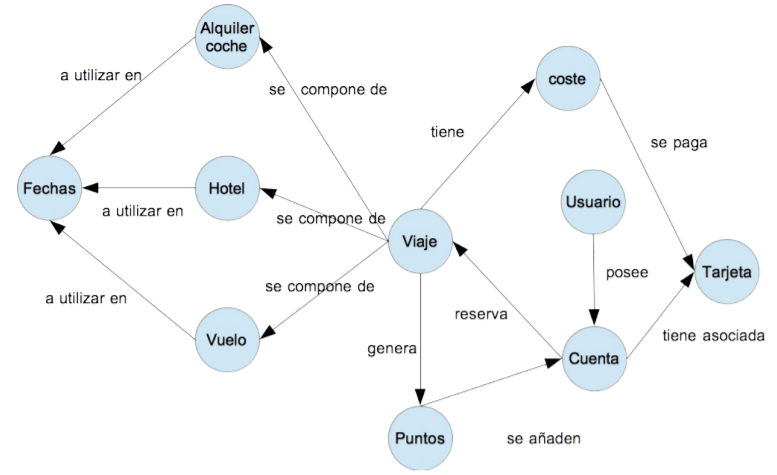 Alquiler
coche
a utilizar en
se compone de
coste
tiene
se paga
Fechas
Hotel
a utilizar en
se compone de
Usuario
Viaje
Tarjeta
posee
se compone de
a utilizar en
reserva
Vuelo
genera
Cuenta
tiene asociada
Puntos
se añaden